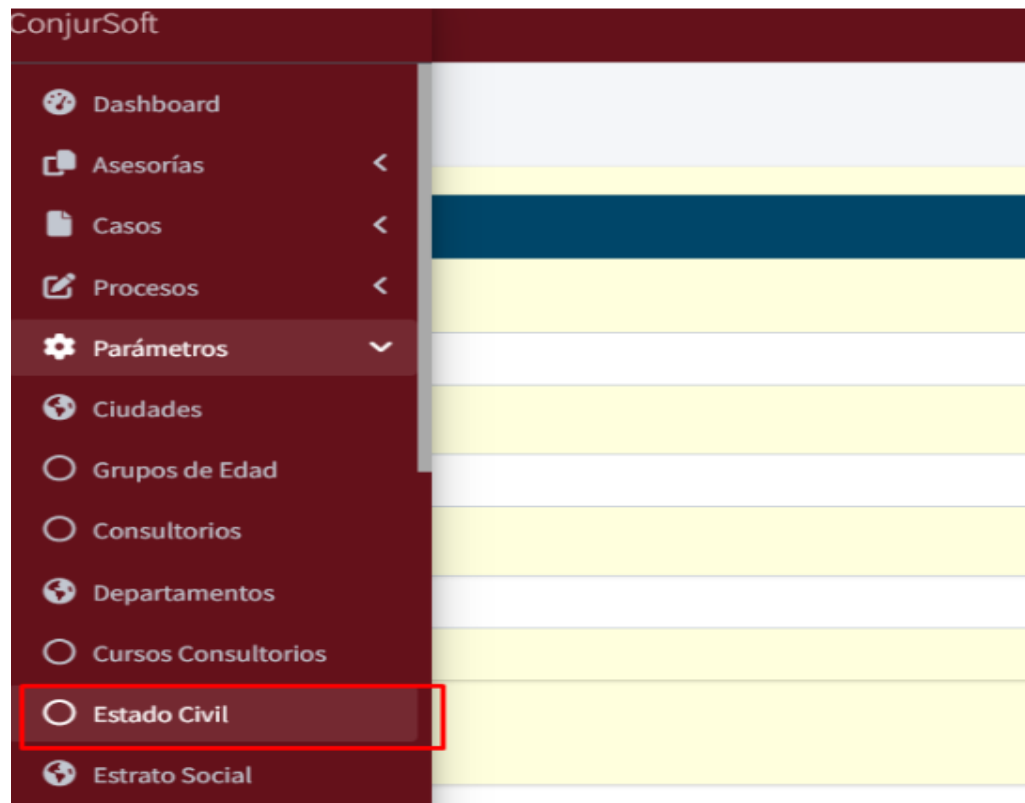 ConjurSoft
Dashboard
Asesorías
Casos
Procesos
Parámetros
Ciudades
Grupos de Edad
Consultorios
Departamentos
Cursos Consultorios
Estado Civil
Estrato Social